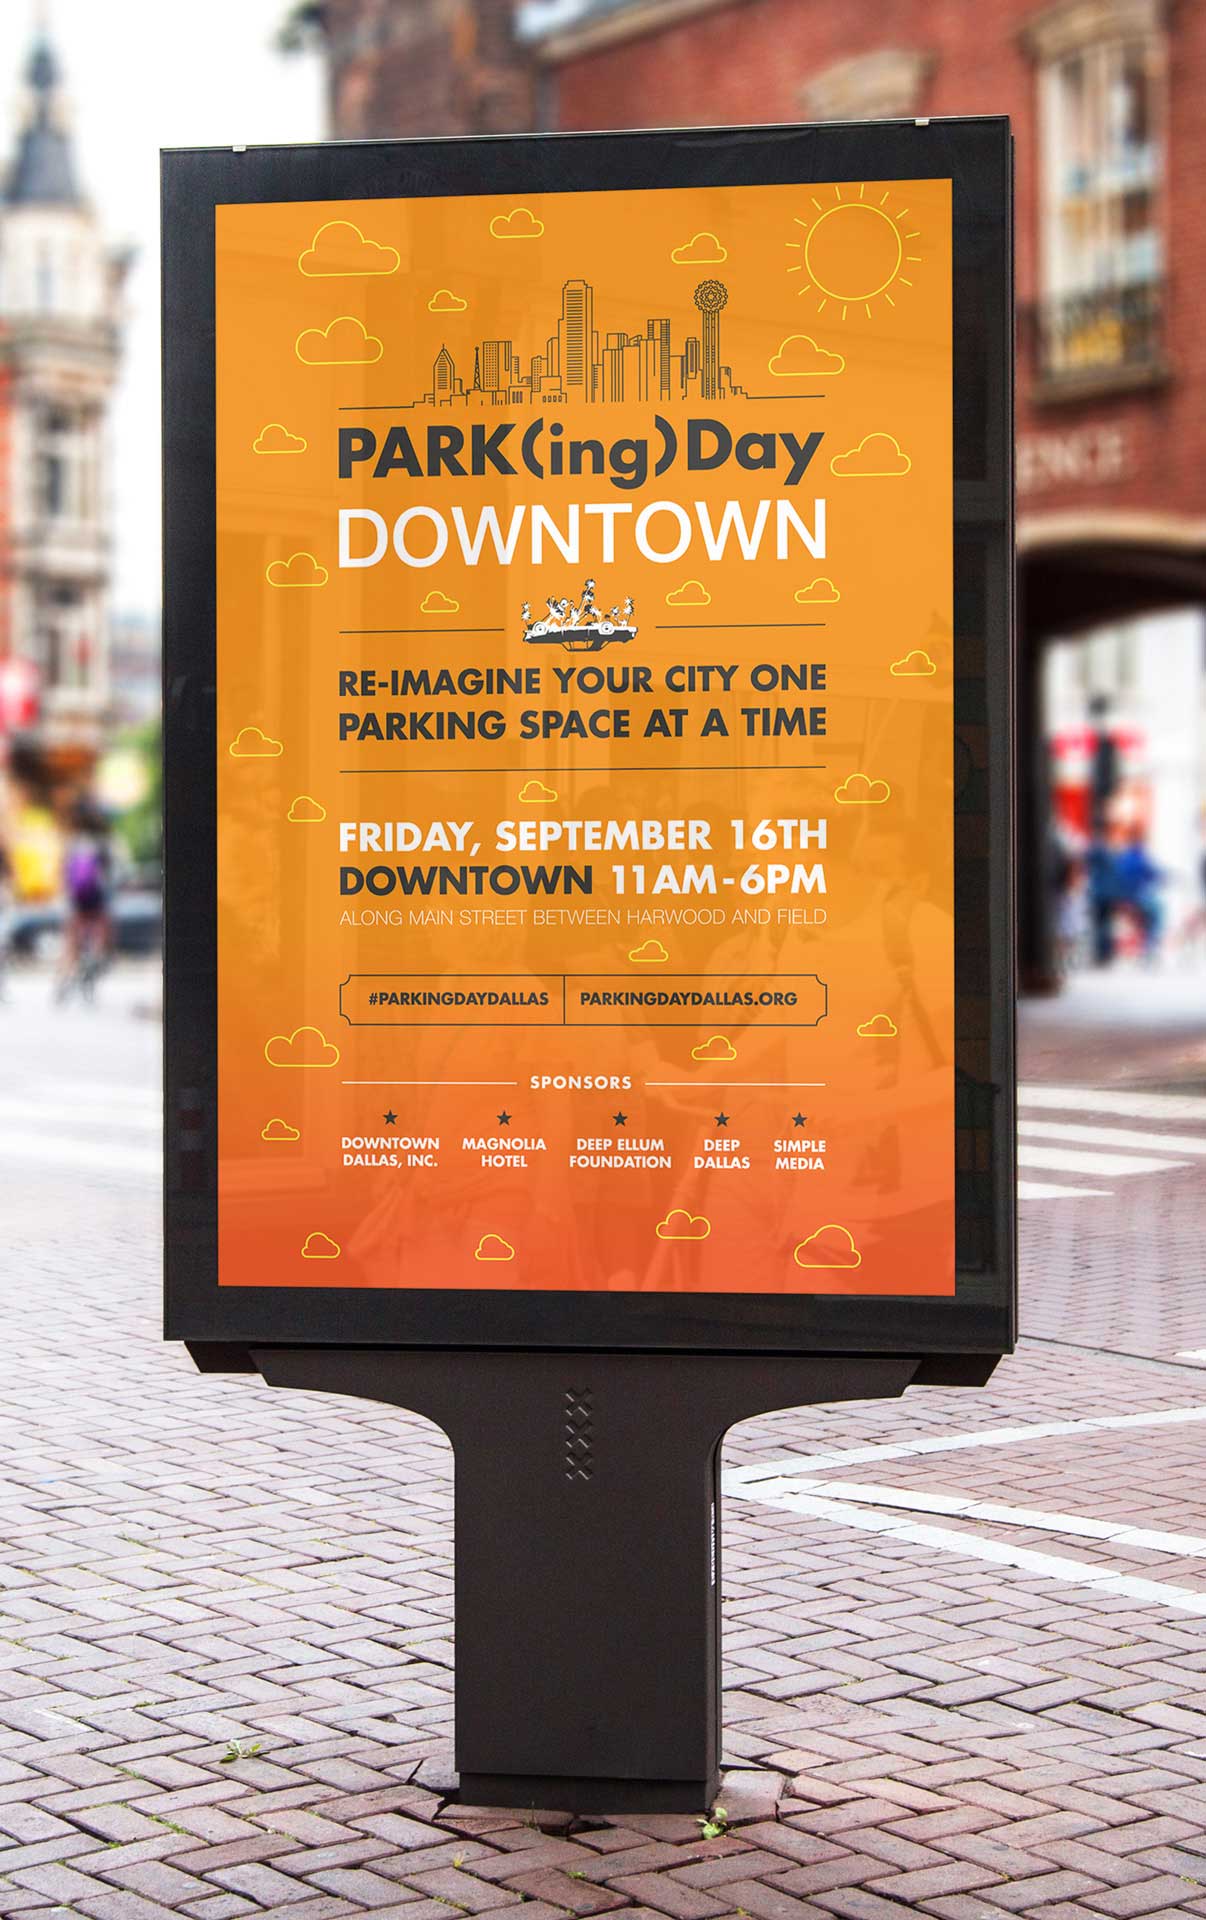 PARK(ing)Day
DOWNTOWN
RE-IMAGINE YOUR CITY ONE
PARKING SPACE AT A TIME
FRIDAY, SEPTEMBER 16TH
DOWNTOWN 11AM-6PM
ALONG MAIN STREET BETWEEN HARWOOD AND FIELD
#PARKINGDAYDALLAS PARKINGDAYDALLAS.ORG
SPONSORS
DOWNTOWN DALLAS, INC.
MAGNOLIA HOTEL
DEEP ELLUM FOUNDATION
DEEP DALLAS
SIMPLE MEDIA